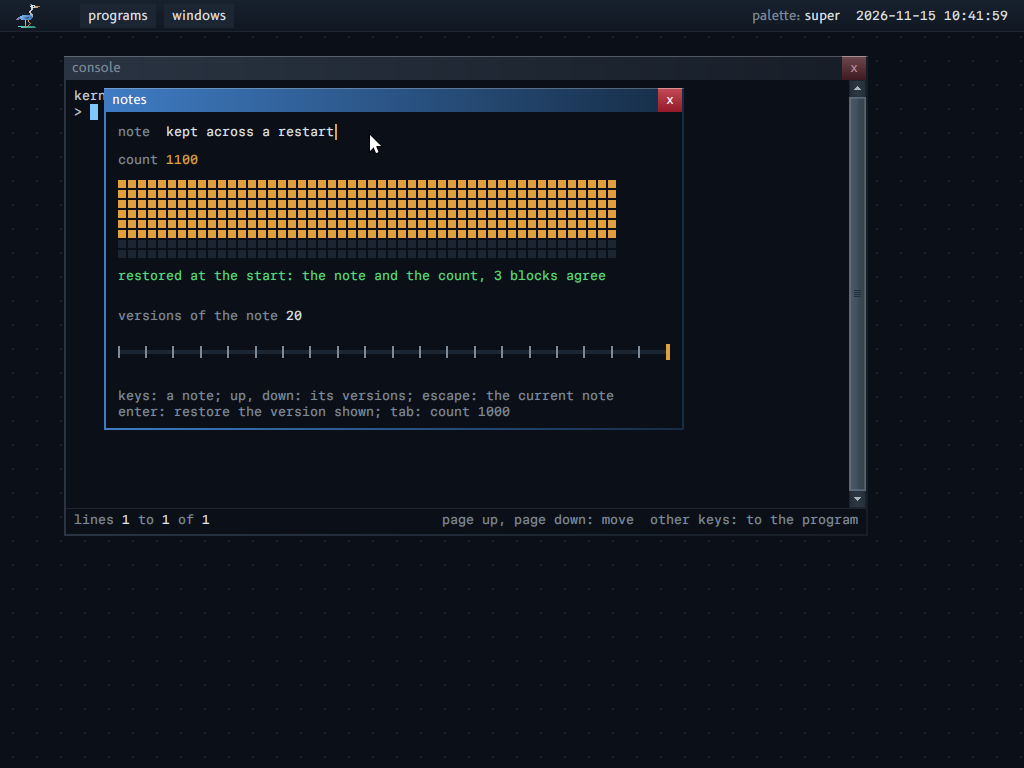 programs windows palette: super 2026-11-15 10:41:59
console x
kern
>
notes x
note kept across a restart
count 1100
restored at the start: the note and the count, 3 blocks agree
versions of the note 20
keys: a note; up, down: its versions; escape: the current note
enter: restore the version shown; tab: count 1000
lines 1 to 1 of 1 page up, page down: move other keys: to the program